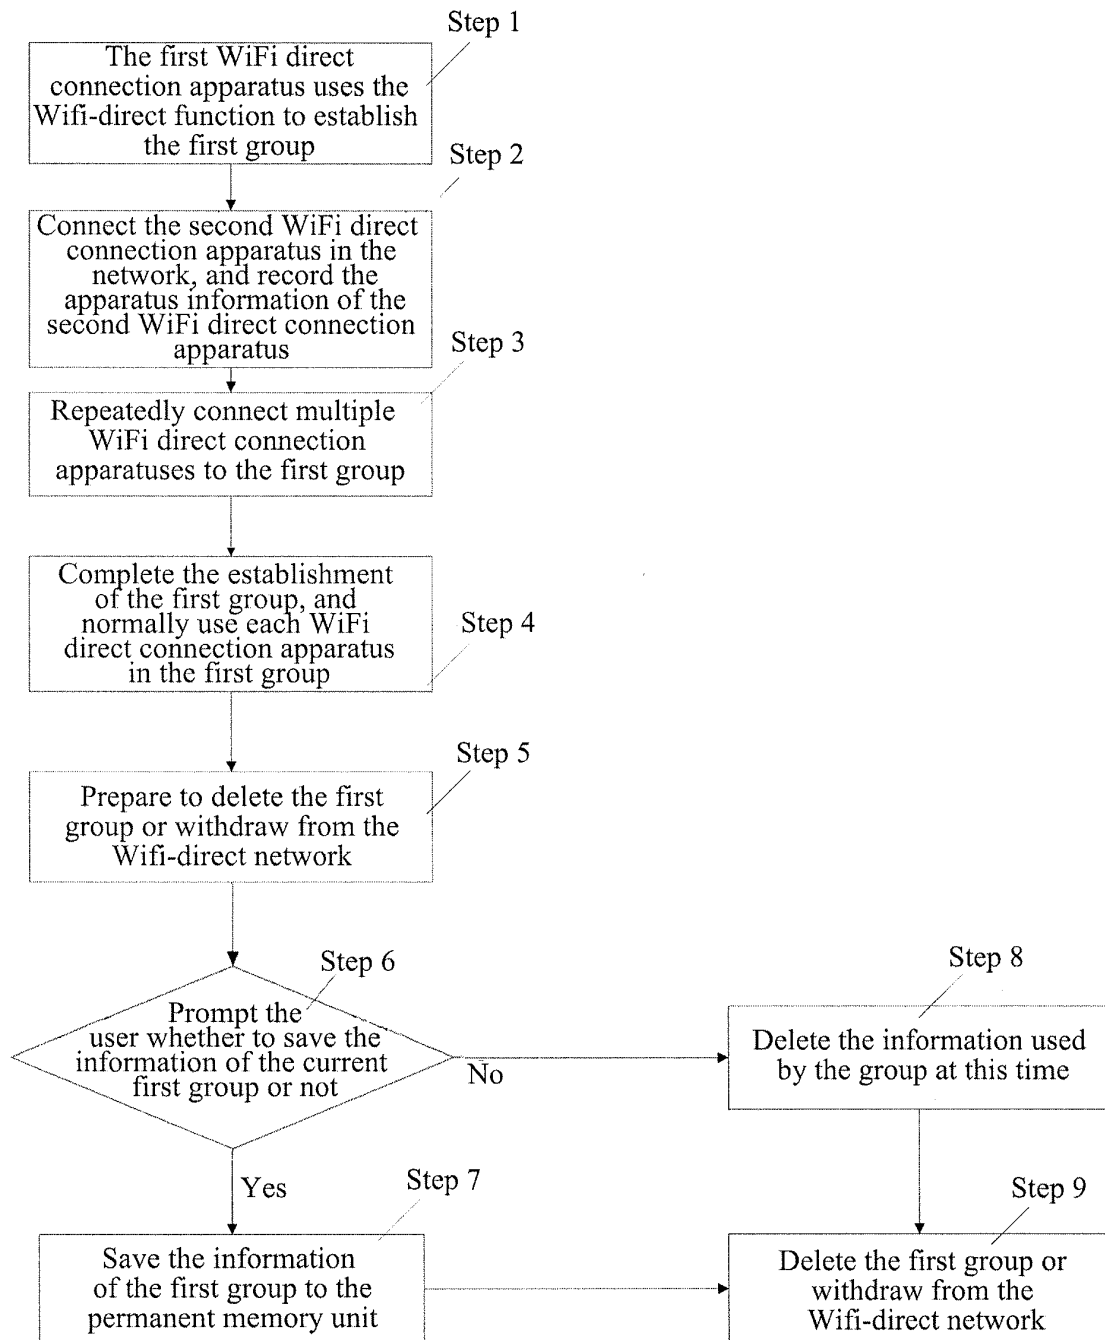 Step 1
The first WiFi direct
connection apparatus uses the
Wifi-direct function to establish
the first group
Step 2
Connect the second WiFi direct
connection apparatus in the
network, and record the
apparatus information of the
second WiFi direct connection
apparatus
Step 3
Repeatedly connect multiple
WiFi direct connection
apparatuses to the first group
Complete the establishment
of the first group, and
normally use each WiFi
direct connection apparatus
in the first group
Step 4
Step 5
Prepare to delete the first
group or withdraw from the
Wifi-direct network
Step 6
Prompt the
user whether to save the
information of the current
first group or not
No
Step 8
Delete the information used
by the group at this time
Yes
Step 7
Save the information
of the first group to the
permanent memory unit
Step 9
Delete the first group or
withdraw from the
Wifi-direct network